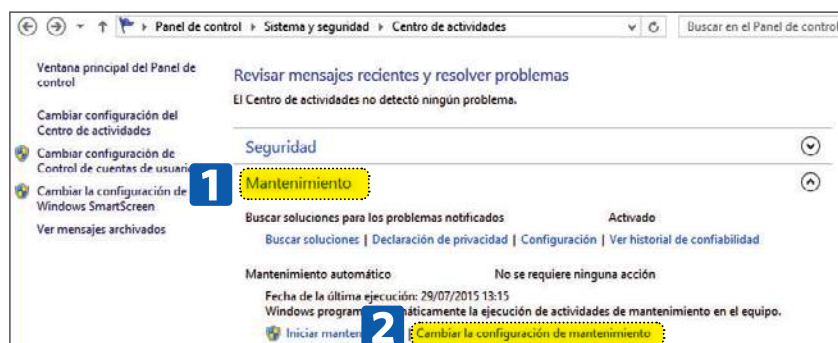 Panel de control Sistema y seguridad Centro de actividades
Buscar en el Panel de control
Ventana principal del Panel de
control
Cambiar configuración del
Centro de actividades
Cambiar configuración de
Control de cuentas de
Cambiar la configuración de
Windows SmartScreen
Ver mensajes archivados
Revisar mensajes recientes y resolver problemas
El Centro de actividades no detectó ningún problema.
Seguridad
1
Mantenimiento
Buscar soluciones para los problemas notificados Activado
Buscar soluciones | Declaración de privacidad | Configuración | Ver historial de confiabilidad
Mantenimiento automático No se requiere ninguna acción
Fecha de la última ejecución: 29/07/2015 13:15
Windows la ejecución de actividades de mantenimiento en el equipo.
Iniciar
2
Cambiar la configuración de mantenimiento